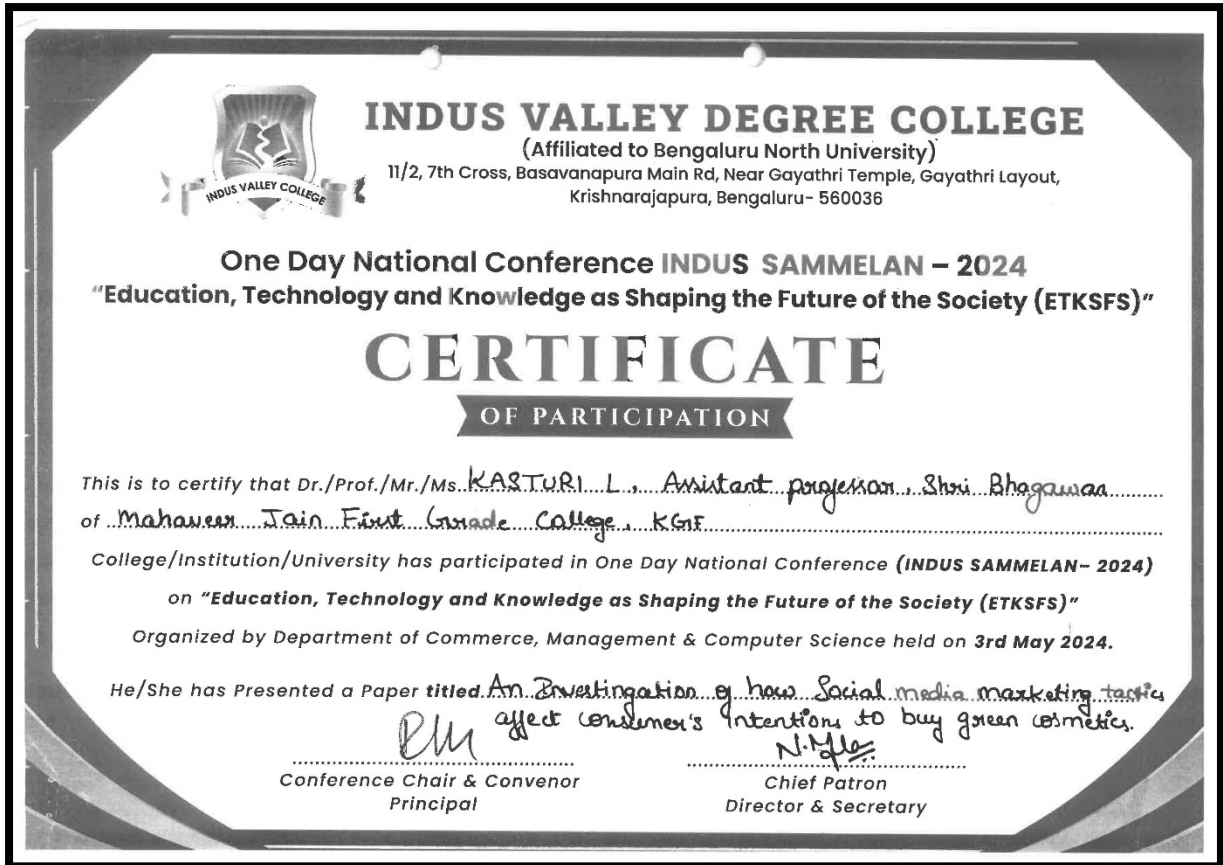 INDUS VALLEY COLLEGE
INDUS VALLEY DEGREE COLLEGE
(Affiliated to Bengaluru North University)
11/2, 7th Cross, Basavanapura Main Rd, Near Gayathri Temple, Gayathri Layout,
Krishnarajapura, Bengaluru- 560036
One Day National Conference INDUS SAMMELAN – 2024
"Education, Technology and Knowledge as Shaping the Future of the Society (ETKSFS)"
CERTIFICATE
OF PARTICIPATION
This is to certify that Dr./Prof./Mr./Ms. KASTURI L, Assistant professor, Shri Bhagawan
of Mahaveer Jain First Grade College, KGF
College/Institution/University has participated in One Day National Conference (INDUS SAMMELAN– 2024)
on "Education, Technology and Knowledge as Shaping the Future of the Society (ETKSFS)"
Organized by Department of Commerce, Management & Computer Science held on 3rd May 2024.
He/She has Presented a Paper titled An Investingation of how Social media marketing tactics
affect consumer's Intentions to buy green cosmetics.
Conference Chair & Convenor
Principal
Chief Patron
Director & Secretary